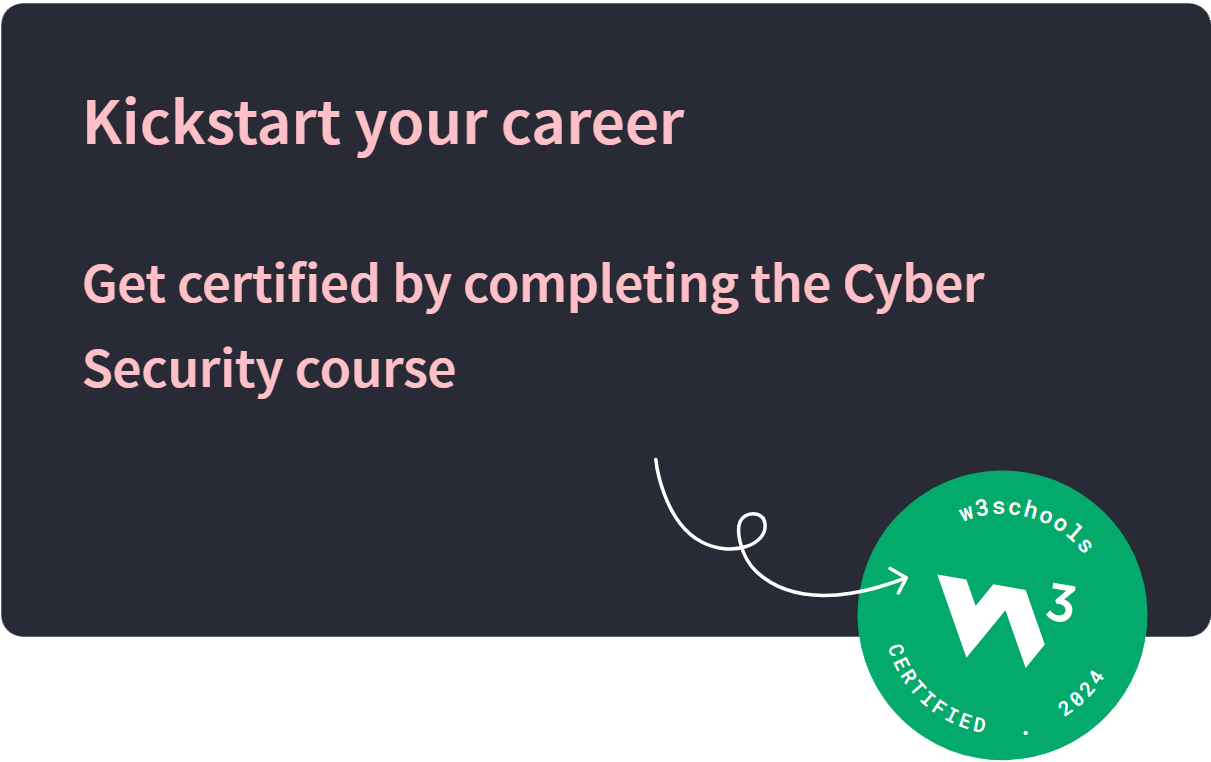 Kickstart your career
Get certified by completing the Cyber
Security course
w3schools
W3
CERTIFIED . 2024